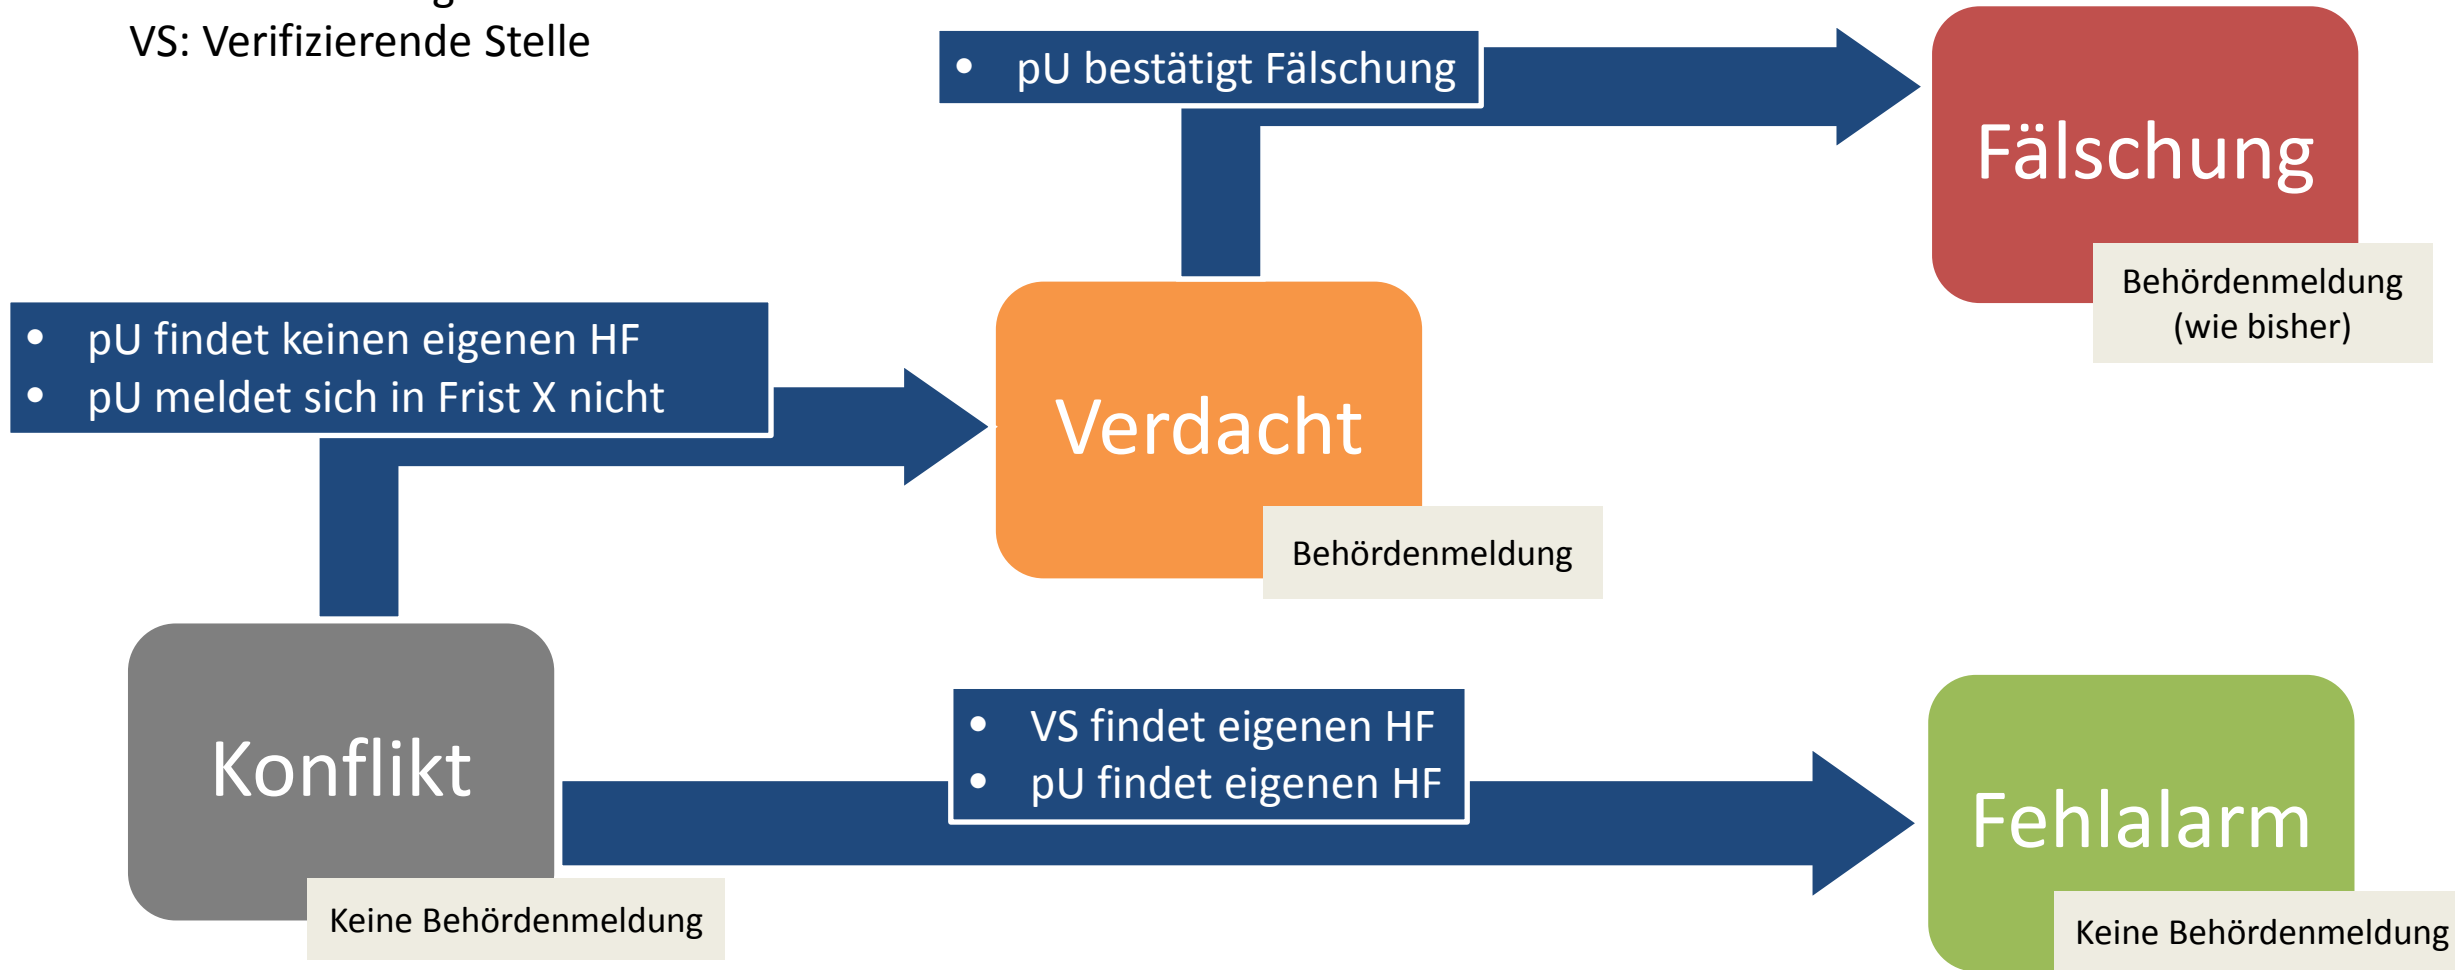 VS: Verifizierende Stelle
• pU bestätigt Fälschung
Fälschung
Behördenmeldung
(wie bisher)
• pU findet keinen eigenen HF
• pU meldet sich in Frist X nicht
Verdacht
Behördenmeldung
Konflikt
Keine Behördenmeldung
• VS findet eigenen HF
• pU findet eigenen HF
Fehlalarm
Keine Behördenmeldung